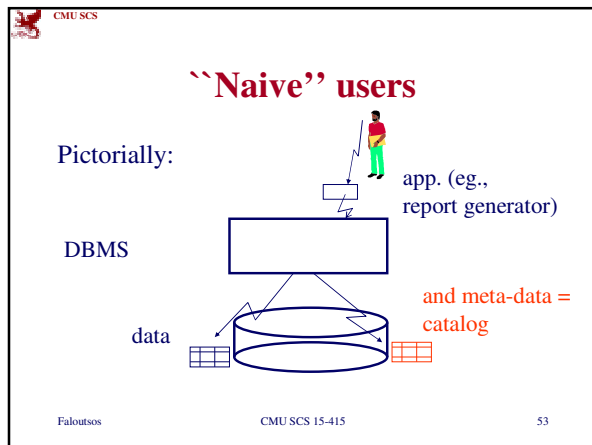 CMU SCS
``Naive’’ users
Pictorially:
app. (eg.,
report generator)
DBMS
and meta-data =
catalog
data
Faloutsos
CMU SCS 15-415
53